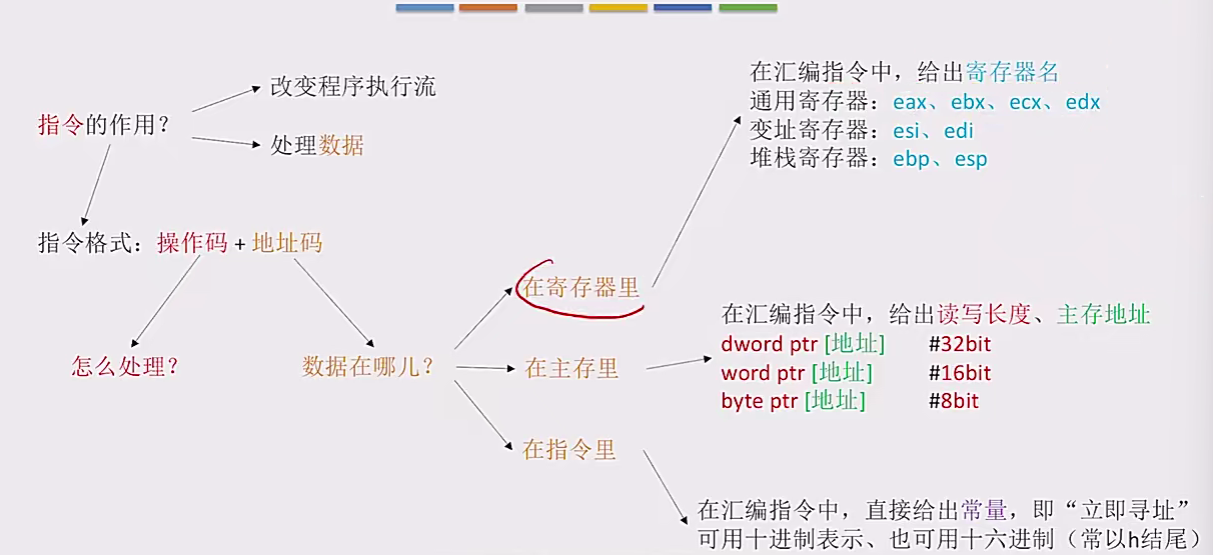 指令的作用？
改变程序执行流
处理数据
指令格式：操作码 + 地址码
怎么处理？
数据在哪儿？
在寄存器里
在主存里
在指令里
在汇编指令中，给出寄存器名
通用寄存器：eax、ebx、ecx、edx
变址寄存器：esi、edi
堆栈寄存器：ebp、esp
在汇编指令中，给出读写长度、主存地址
dword ptr [地址] #32bit
word ptr [地址] #16bit
byte ptr [地址] #8bit
在汇编指令中，直接给出常量，即“立即寻址”
可用十进制表示、也可用十六进制（常以h结尾）